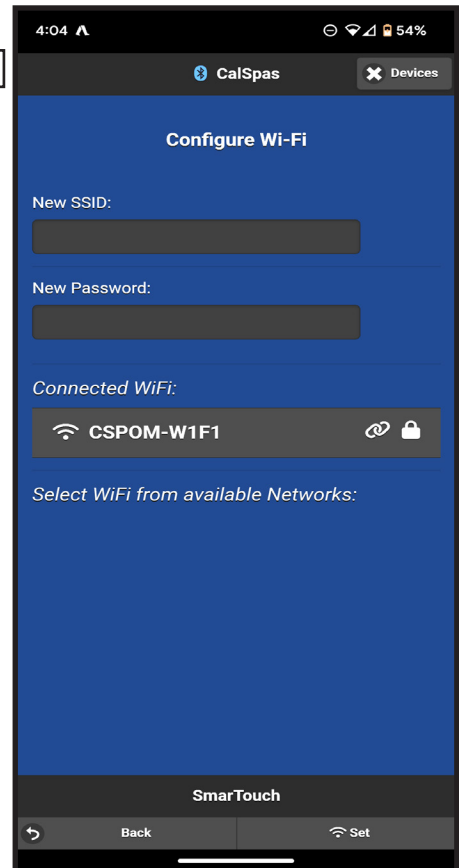 4:04
54%
CalSpas
Devices
Configure Wi-Fi
New SSID:
New Password:
Connected WiFi:
CSPOM-W1F1
Select WiFi from available Networks:
SmarTouch
Back
Set